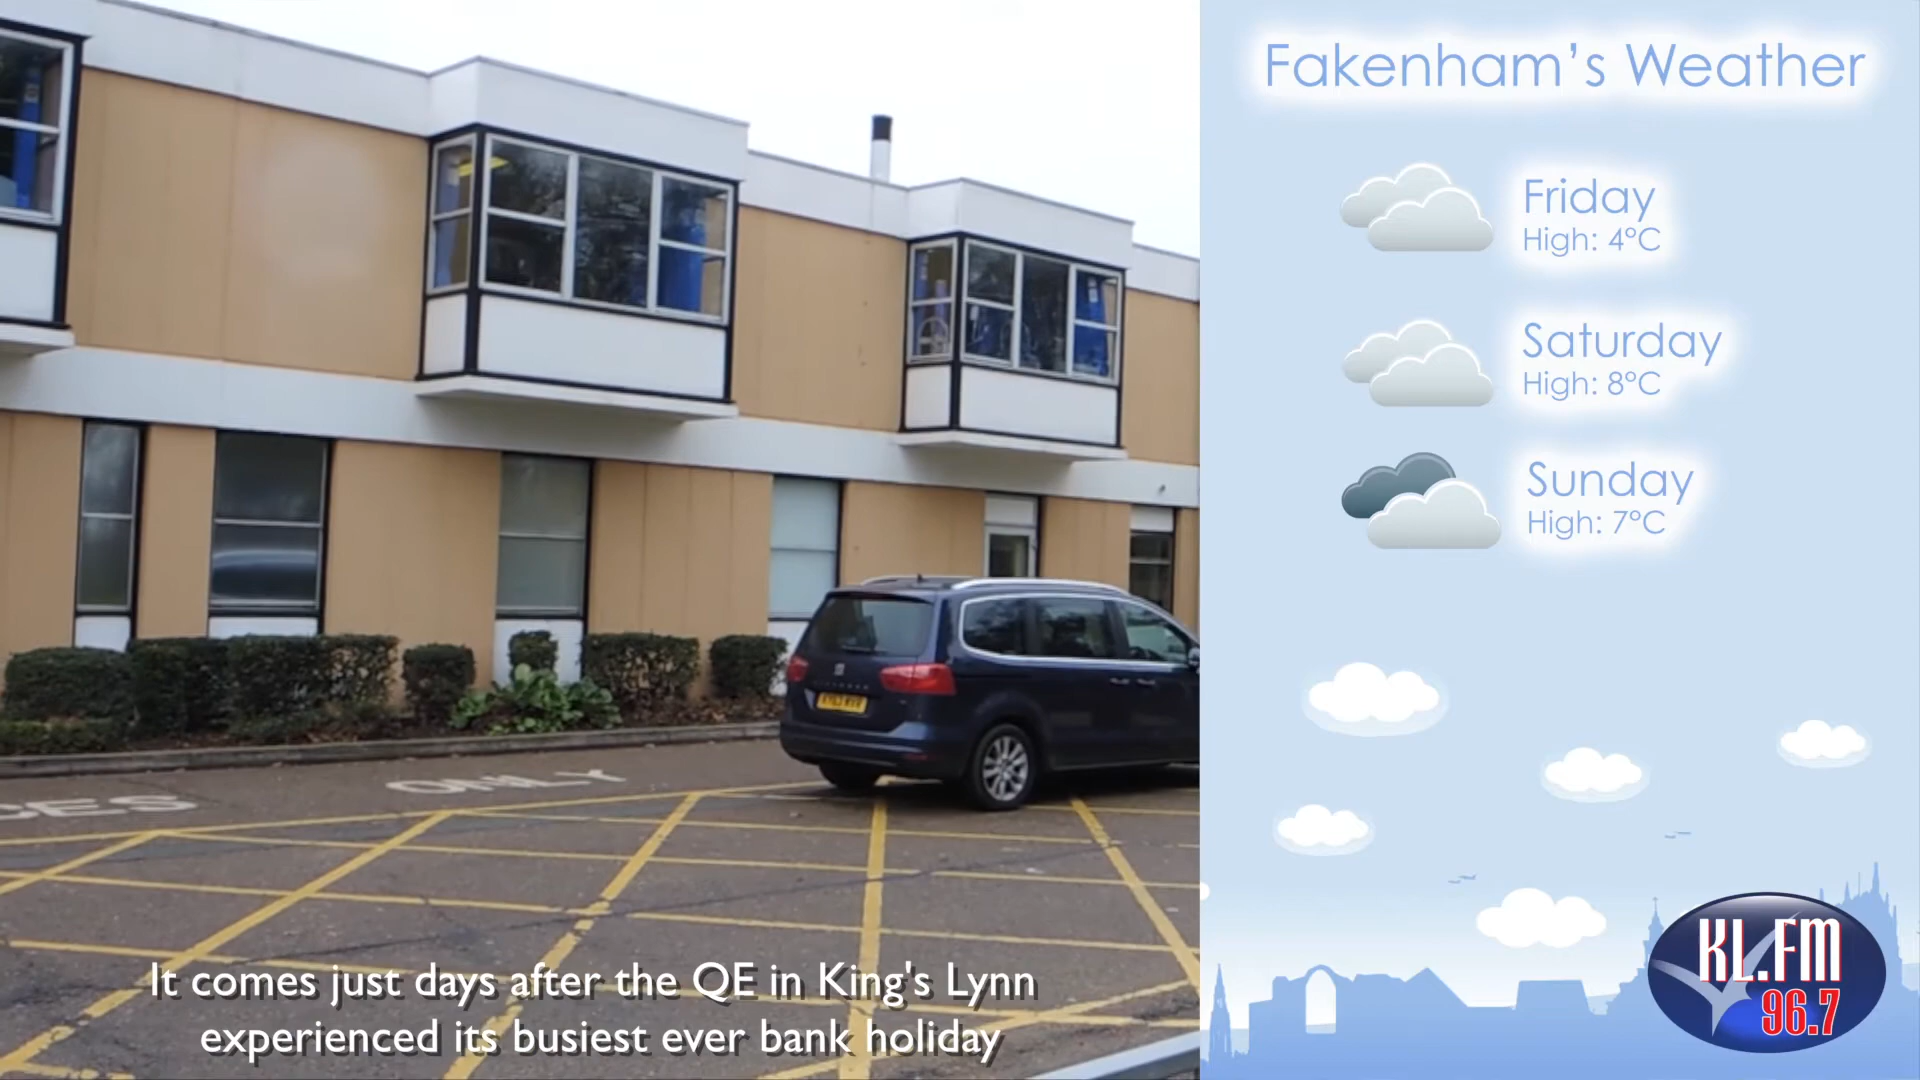 Fakenham's Weather
Friday
High: 4°C
Saturday
High: 8°C
Sunday
High: 7°C
ONLY
It comes just days after the QE in King's Lynn
experienced its busiest ever bank holiday
KL.FM
96.7